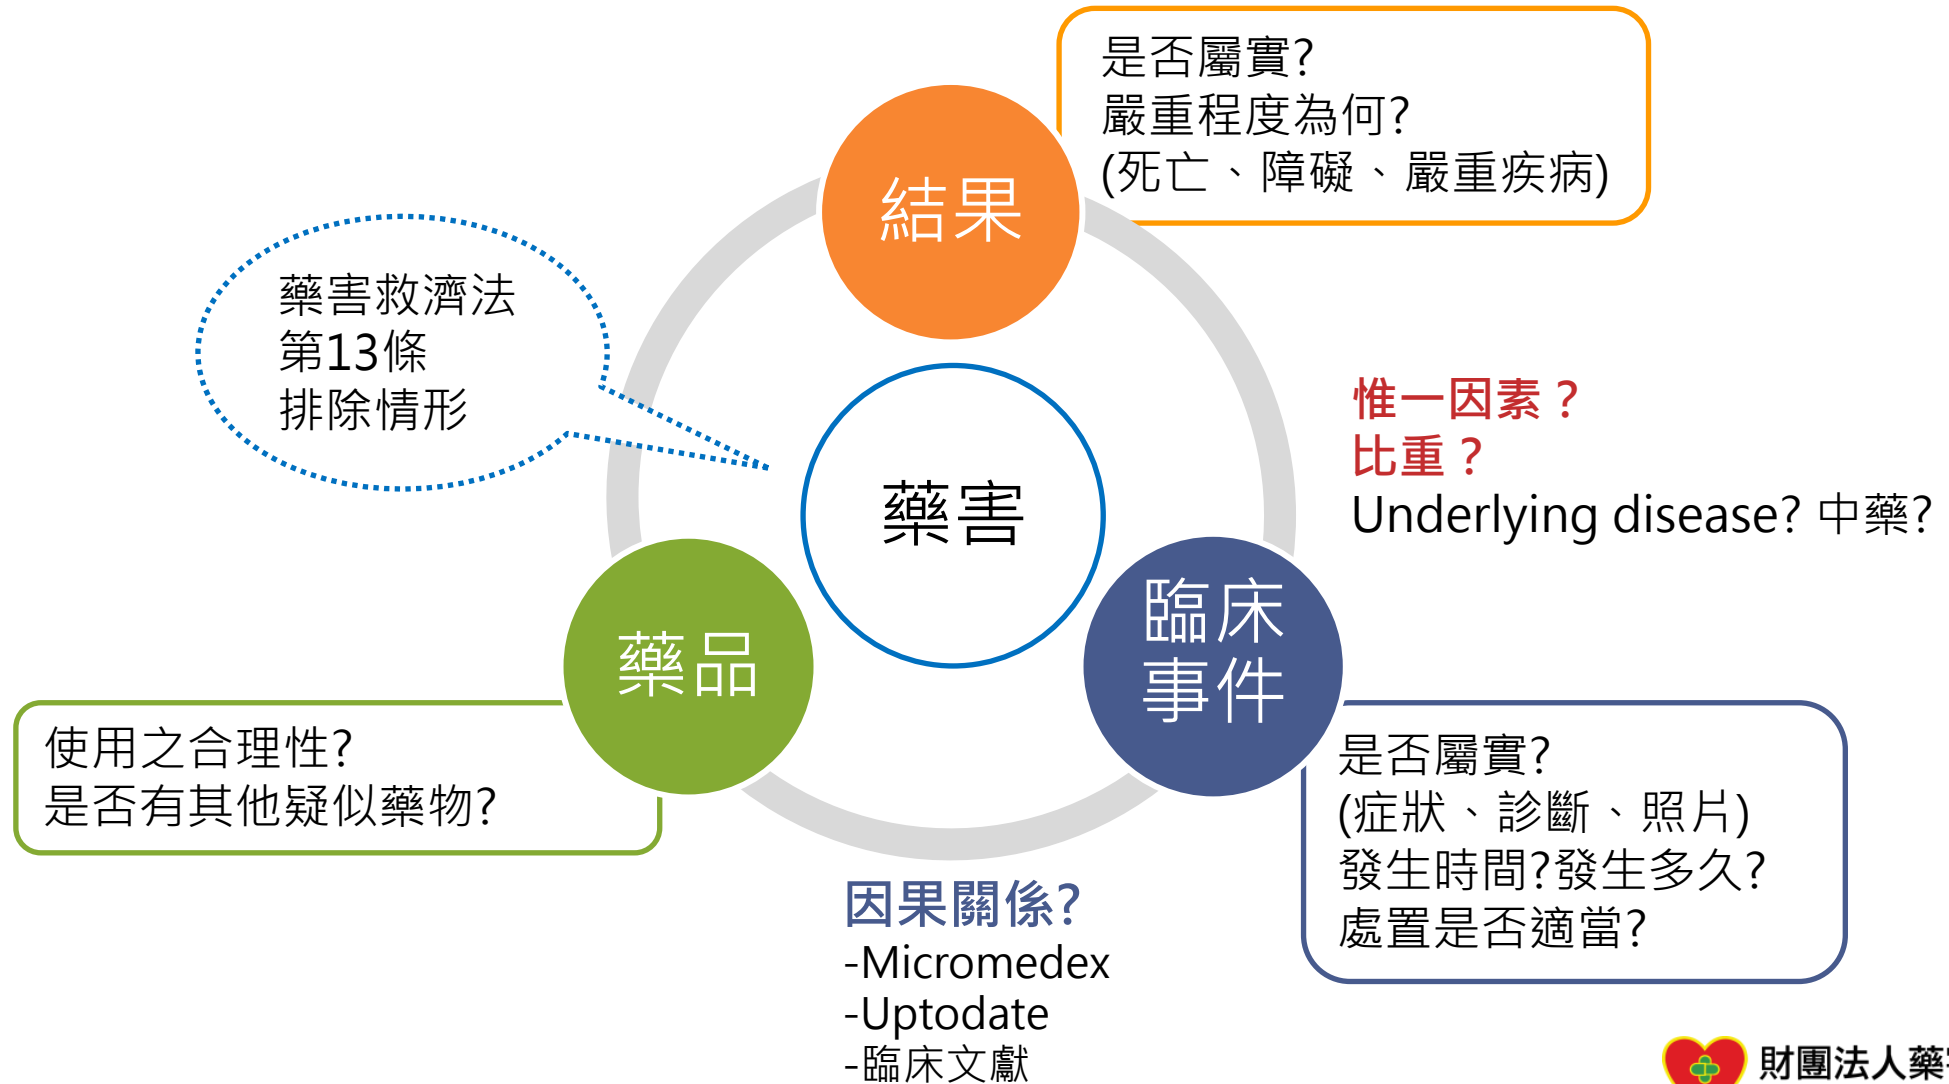 是否屬實?
嚴重程度為何?
(死亡、障礙、嚴重疾病)
結果
藥害救濟法
第13條
排除情形
惟一因素？
比重？
Underlying disease? 中藥?
藥害
臨床
事件
藥品
使用之合理性?
是否有其他疑似藥物?
是否屬實?
(症狀、診斷、照片)
發生時間?發生多久?
處置是否適當?
因果關係?
-Micromedex
-Uptodate
-臨床文獻
財團法人藥害